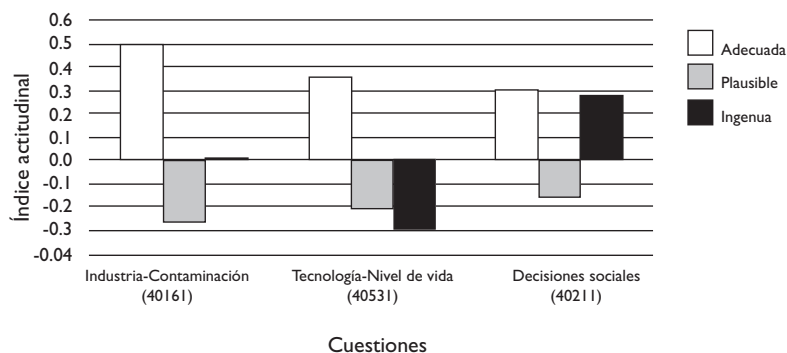 0.6
0.5
0.4
0.3
0.2
0.1
0.0
-0.1
-0.2
-0.3
-0.04
Índice actitudinal
Adecuada
Plausible
Ingenua
Industria-Contaminación
(40161)
Tecnología-Nivel de vida
(40531)
Decisiones sociales
(40211)
Cuestiones